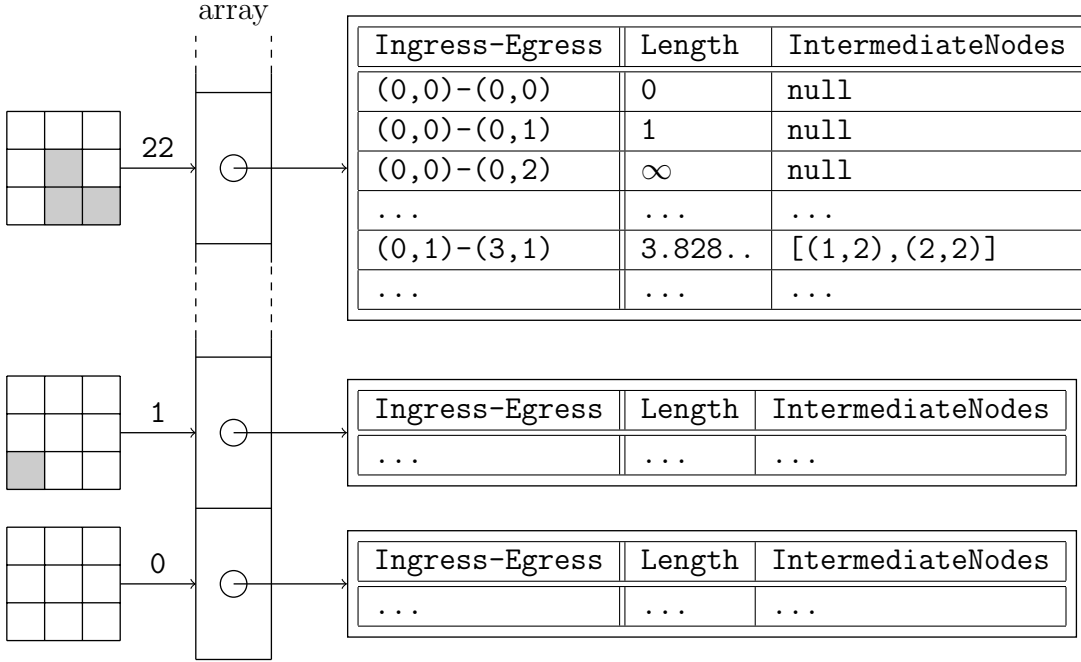 array
Ingress-Egress Length IntermediateNodes
(0,0)-(0,0) 0 null
(0,0)-(0,1) 1 null
22
(0,0)-(0,2) ∞ null
... ... ...
(0,1)-(3,1) 3.828.. [(1,2),(2,2)]
... ... ...
1
Ingress-Egress Length IntermediateNodes
... ... ...
0
Ingress-Egress Length IntermediateNodes
... ... ...